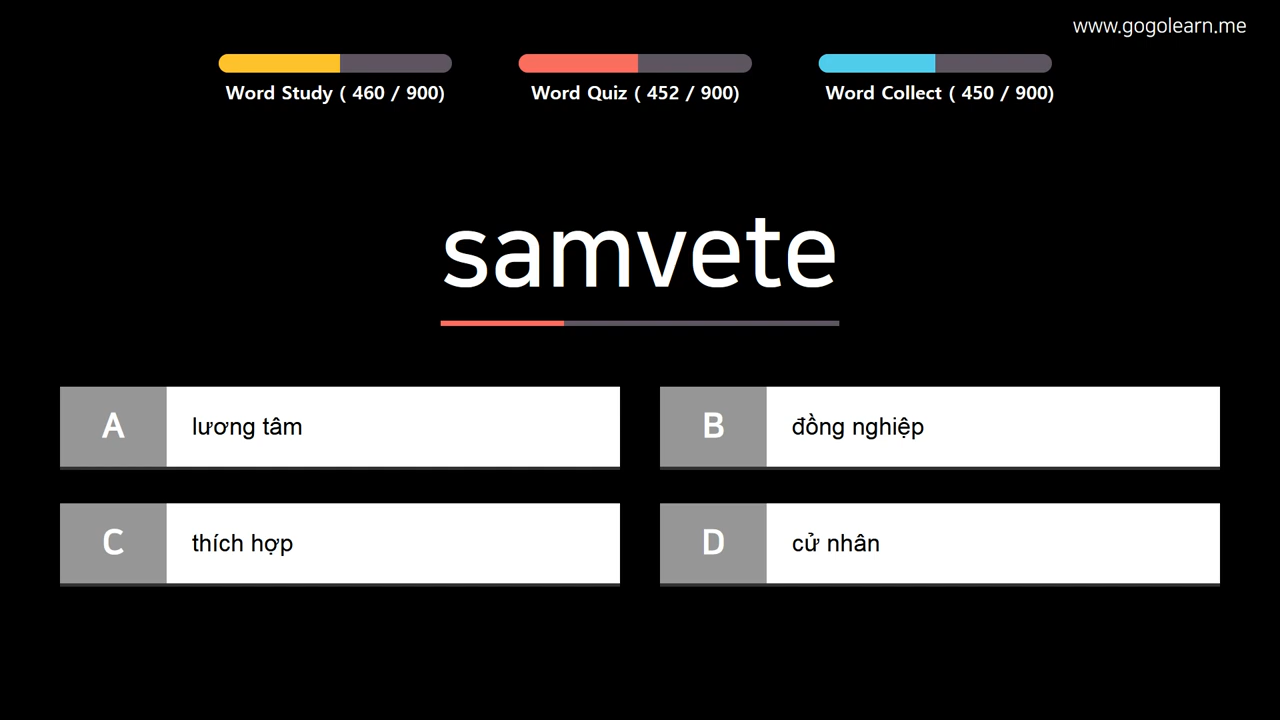 www.gogolearn.me
Word Study ( 460 / 900)
Word Quiz ( 452 / 900)
Word Collect ( 450 / 900)
samvete
A lương tâm
B đồng nghiệp
C thích hợp
D cử nhân